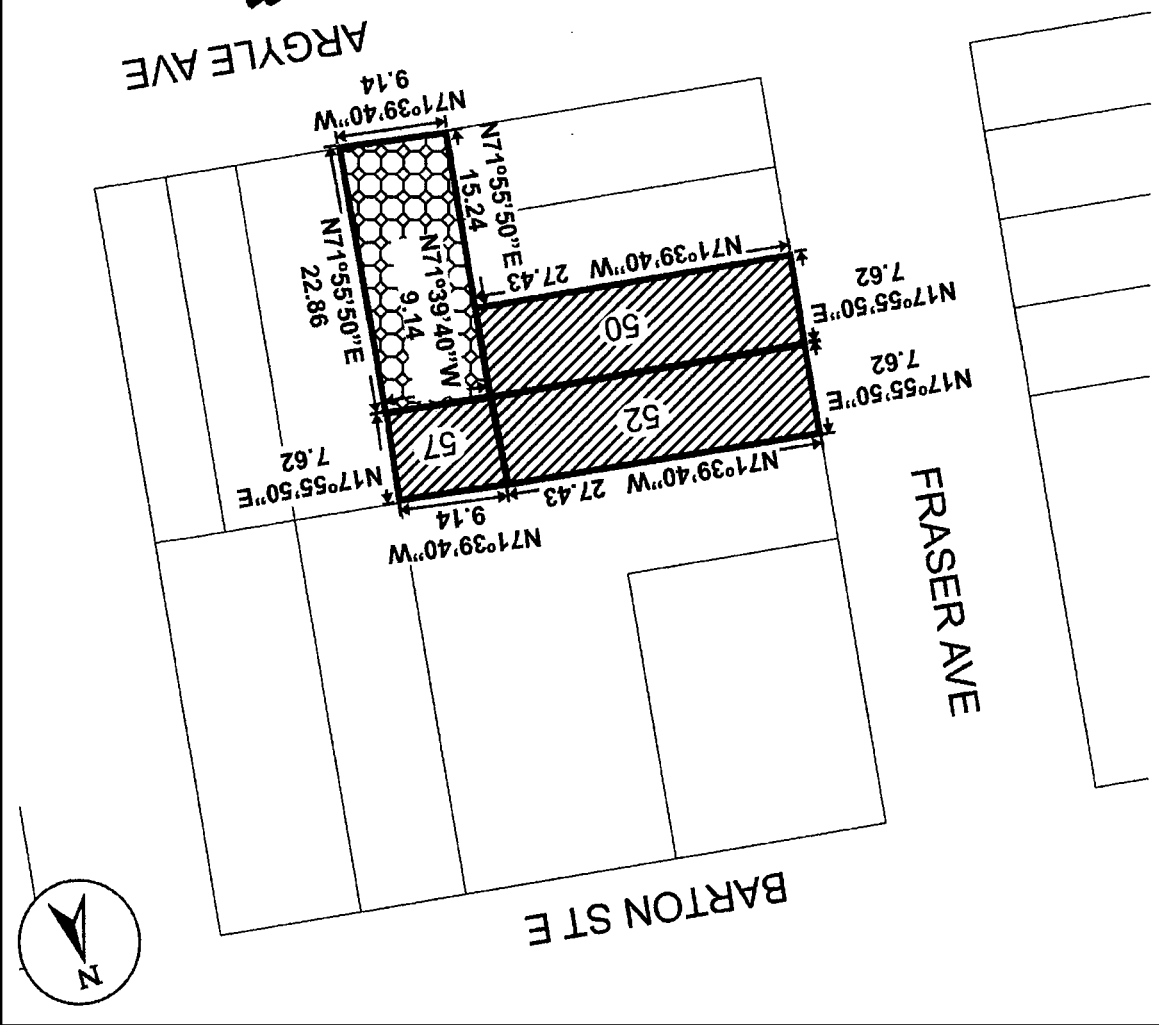 N
BARTON ST E
FRASER AVE
N71°39'40"W
9.14
N71°39'40"W 27.43
N17°55'50"E
7.62
57
52
N17°55'50"E
7.62
N71°39'40"W
9.14
50
N17°55'50"E
7.62
N71°39'40"W 27.43
N71°55'50"E
22.86
N71°55'50"E
15.24
N71°39'40"W
9.14
ARGYLE AVE